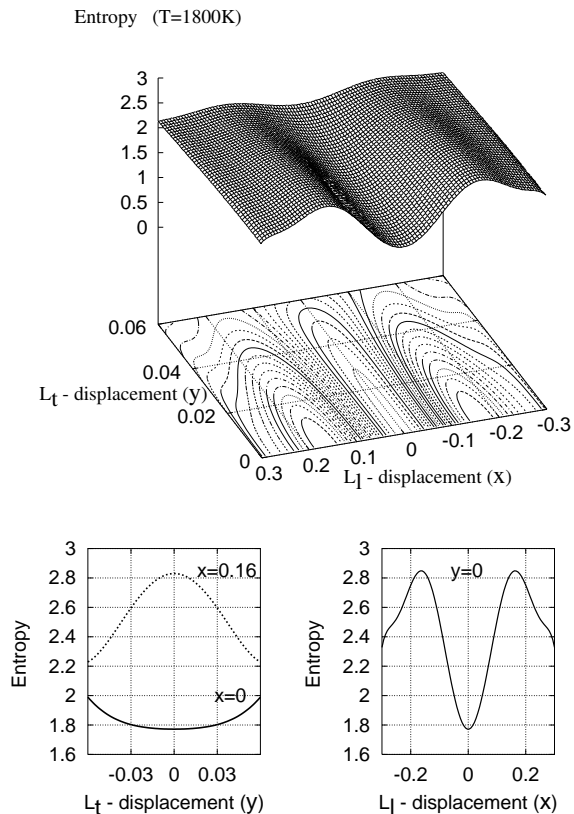 Entropy (T=1800K)
3
2.5
2
1.5
1
0.5
0
0.06
0.04
0.02
0
Lt - displacement (y)
0.3
0.2
0.1
0
-0.1
-0.2
-0.3
Ll - displacement (x)
3
2.8
2.6
2.4
2.2
2
1.8
1.6
Entropy
x=0.16
x=0
-0.03 0 0.03
Lt - displacement (y)
3
2.8
2.6
2.4
2.2
2
1.8
1.6
Entropy
y=0
-0.2 0 0.2
Ll - displacement (x)